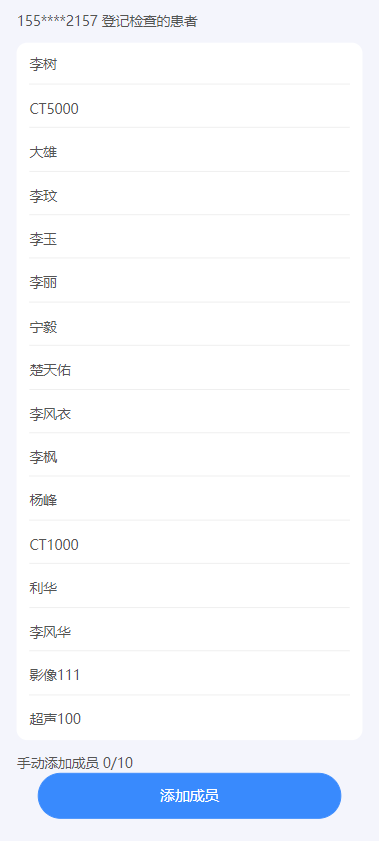 155****2157 登记检查的患者
李树
CT5000
大雄
李玟
李玉
李丽
宁毅
楚天佑
李风衣
李枫
杨峰
CT1000
利华
李风华
影像111
超声100
手动添加成员 0/10
添加成员